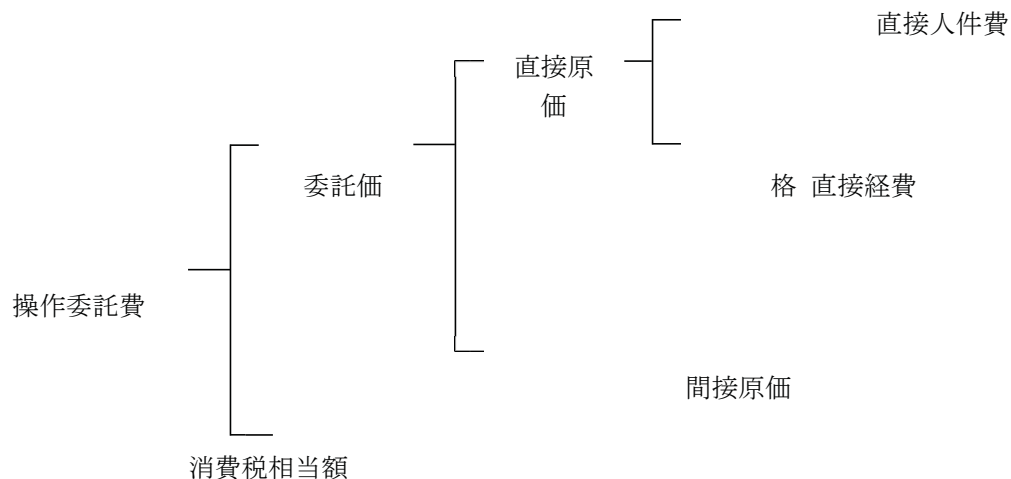 直接人件費
直接原
価
委託価
格 直接経費
操作委託費
間接原価
消費税相当額